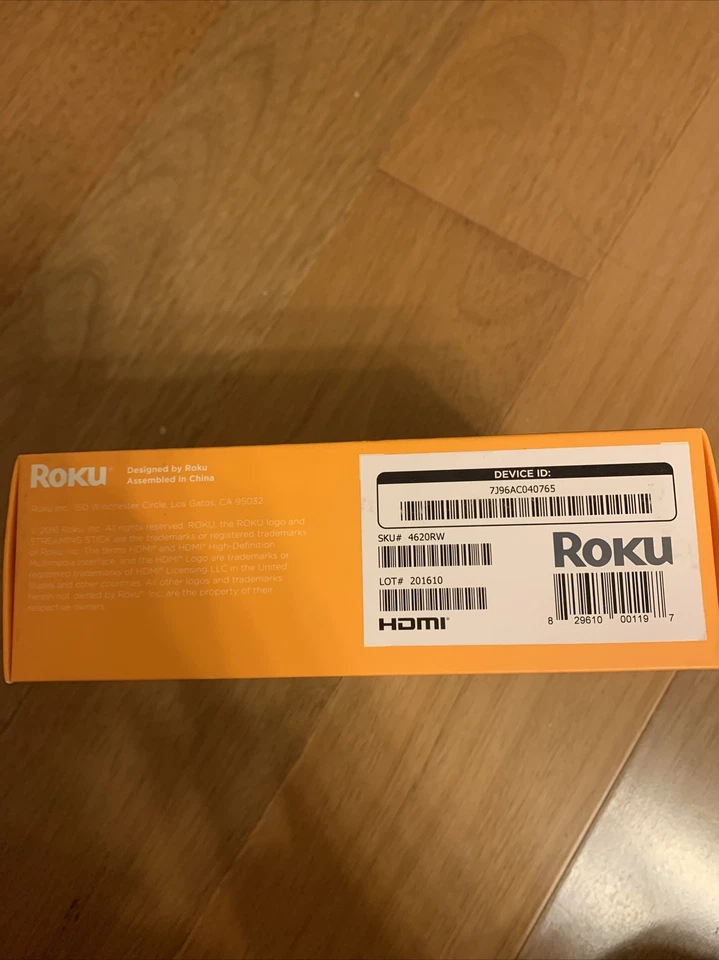 ROKU
Designed by Roku
Assembled in China
Roku Inc. 150 Winchester Circle, Los Gatos, CA 95032
© 2016 Roku, Inc. All rights reserved. ROKU, the ROKU logo and
STREAMING STICK are the trademarks or registered trademarks
of Roku, Inc. The terms HDMI® and HDMI® High-Definition
Multimedia Interface, and the HDMI® Logo are trademarks or
registered trademarks of HDMI® Licensing LLC in the United
States and other countries. All other logos and trademarks
herein not owned by Roku®, Inc. are the property of their
respective owners.
DEVICE ID:
7J96AC040765
SKU# 4620RW
LOT# 201610
HDMI®
ROKU
8 29610 00119 7